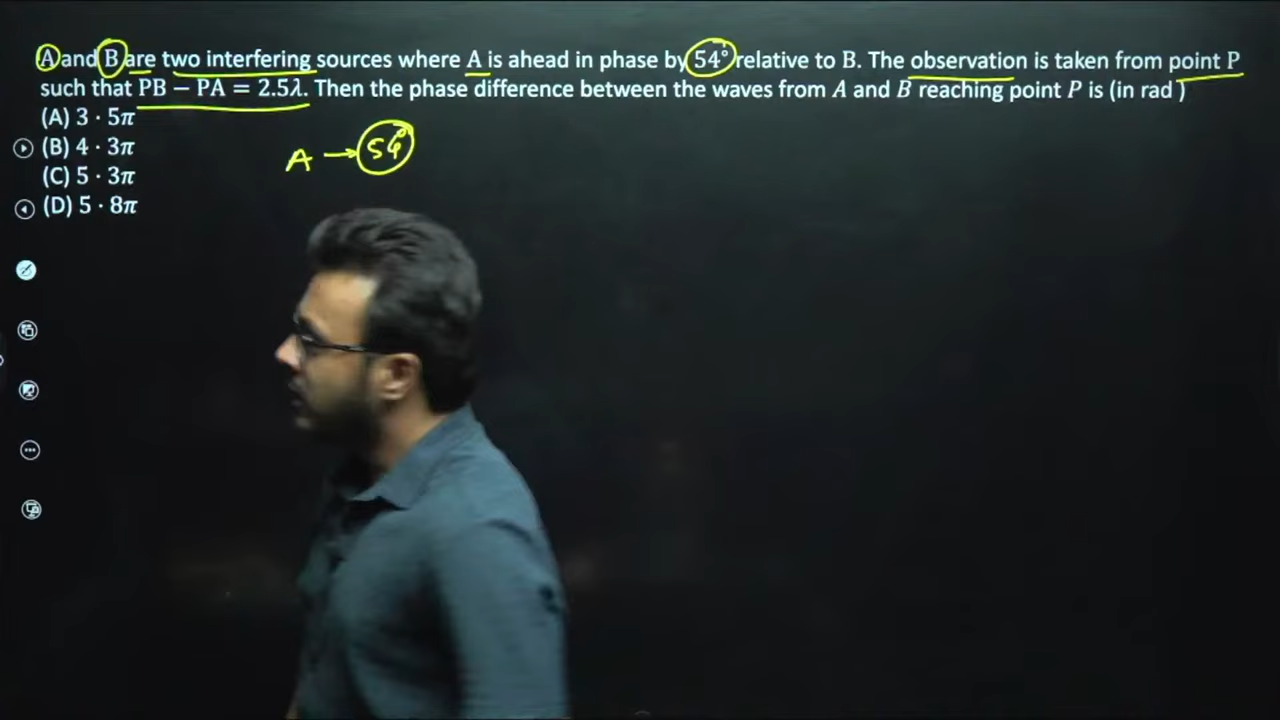 A and B are two interfering sources where A is ahead in phase by 54° relative to B. The observation is taken from point P
such that PB − PA = 2.5λ. Then the phase difference between the waves from A and B reaching point P is (in rad )
(A) 3 · 5π
(B) 4 · 3π
(C) 5 · 3π
(D) 5 · 8π
A → 54°